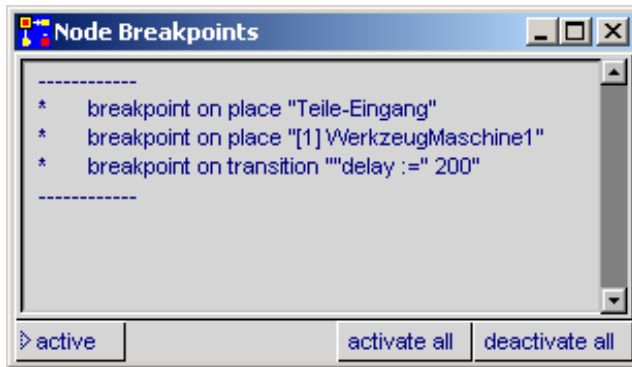 Node Breakpoints
------------
* breakpoint on place "Teile-Eingang"
* breakpoint on place "[1] WerkzeugMaschine1"
* breakpoint on transition ""delay :=" 200"
------------
active activate all deactivate all